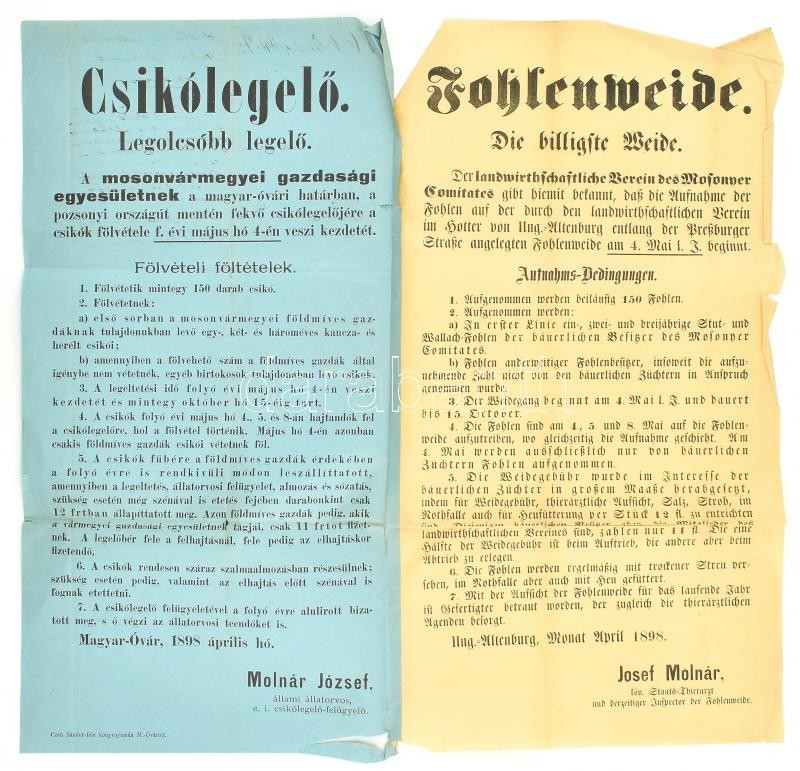 Csikólegelő.
Legolcsóbb legelő.
A mosonvármegyei gazdasági
egyesületnek a magyar-óvári határban, a
pozsonyi országút mentén fekvő csikólegelőjére a
csikók fölvétele f. évi május hó 4-én veszi kezdetét.
Fölvételi föltételek.
1. Fölvétetik mintegy 150 darab csikó.
2. Fölvétetnek:
a) első sorban a mosonvármegyei földmíves gaz-
dáknak tulajdonukban levő egy-, két- és hároméves kancza- és
herélt csikói;
b) amennyiben a fölvehető szám a földmíves gazdák által
igénybe nem vétetnék, egyéb birtokosok tulajdonában lévő csikók.
3. A legeltetési idő folyó évi május hó 4-én veszi
kezdetét és mintegy október hó 15-éig tart.
4. A csikók folyó évi május hó 4., 5. és 8-án hajtandók fel
a csikólegelőre, hol a fölvétel történik. Május hó 4-én azonban
csakis földmíves gazdák csikói vétetnek föl.
5. A csikók fűbére a földmíves gazdák érdekében
a folyó évre is rendkivüli módon leszállíttatott,
amennyiben a legeltetés, állatorvosi felügyelet, almozás és sózatás,
szükség esetén még szénával is etetés fejében darabonkint csak
12 frtban állapíttatott meg. Azon földmíves gazdák pedig, akik
a vármegyei gazdasági egyesületnek tagjai, csak 11 frtot fizet-
nek. A legelőbér fele a felhajtásnál, fele pedig az elhajtáskor
fizetendő.
6. A csikók rendesen száraz szalmaalmozásban részesülnek;
szükség esetén pedig, valamint az elhajtás előtt szénával is
fognak etettetni.
7. A csikólegelő felügyeletével a folyó évre alulirott biza-
tott meg, s ő végzi az állatorvosi teendőket is.
Magyar-Óvár, 1898 április hó.
Molnár József,
állami állatorvos,
e. i. csikólegelő-felügyelő.
Czéh Sándor-féle könyvnyomda M.-Óvárott.
Fohlenweide.
Die billigste Weide.
Der landwirthschaftliche Verein des Mosonyer
Comitates gibt hiemit bekannt, daß die Aufnahme der
Fohlen auf der durch den landwirthschaftlichen Verein
im Hotter von Ung.-Altenburg entlang der Preßburger
Straße angelegten Fohlenweide am 4. Mai l. J. beginnt.
Aufnahms-Bedingungen.
1. Aufgenommen werden beiläufig 150 Fohlen.
2. Aufgenommen werden:
a) In erster Linie ein-, zwei- und dreijährige Stut- und
Wallach-Fohlen der bäuerlichen Besitzer des Mosonyer
Comitates.
b) Fohlen anderweitiger Fohlenbesitzer, insoweit die aufzu-
nehmende Zahl nicht von den bäuerlichen Züchtern in Anspruch
genommen wurde.
3. Der Weidegang beginnt am 4. Mai l. J. und dauert
bis 15. October.
4. Die Fohlen sind am 4., 5. und 8. Mai auf die Fohlen-
weide aufzutreiben, wo gleichzeitig die Aufnahme geschieht. Am
4. Mai werden ausschließlich nur von bäuerlichen
Züchtern Fohlen aufgenommen.
5. Die Weidegebühr wurde im Interesse der
bäuerlichen Züchter in großem Maaße herabgesetzt,
indem für Weidegebühr, thierärztliche Aufsicht, Salz, Stroh, im
Nothfalle auch für Heufütterung per Stück 12 fl. zu entrichten
sind. Diejenigen bäuerlichen Besitzer aber, die Mitglieder des
landwirthschaftlichen Vereines sind, zahlen nur 11 fl. Die eine
Hälfte der Weidegebühr ist beim Auftrieb, die andere aber beim
Abtrieb zu erlegen.
6. Die Fohlen werden regelmäßig mit trockener Streu ver-
sehen, im Nothfalle aber auch mit Heu gefüttert.
7. Mit der Aufsicht der Fohlenweide für das laufende Jahr
ist Gefertigter betraut worden, der zugleich die thierärztlichen
Agenden besorgt.
Ung.-Altenburg, Monat April 1898.
Josef Molnár,
kön. Staats-Thierarzt
und derzeitiger Inspector der Fohlenweide.